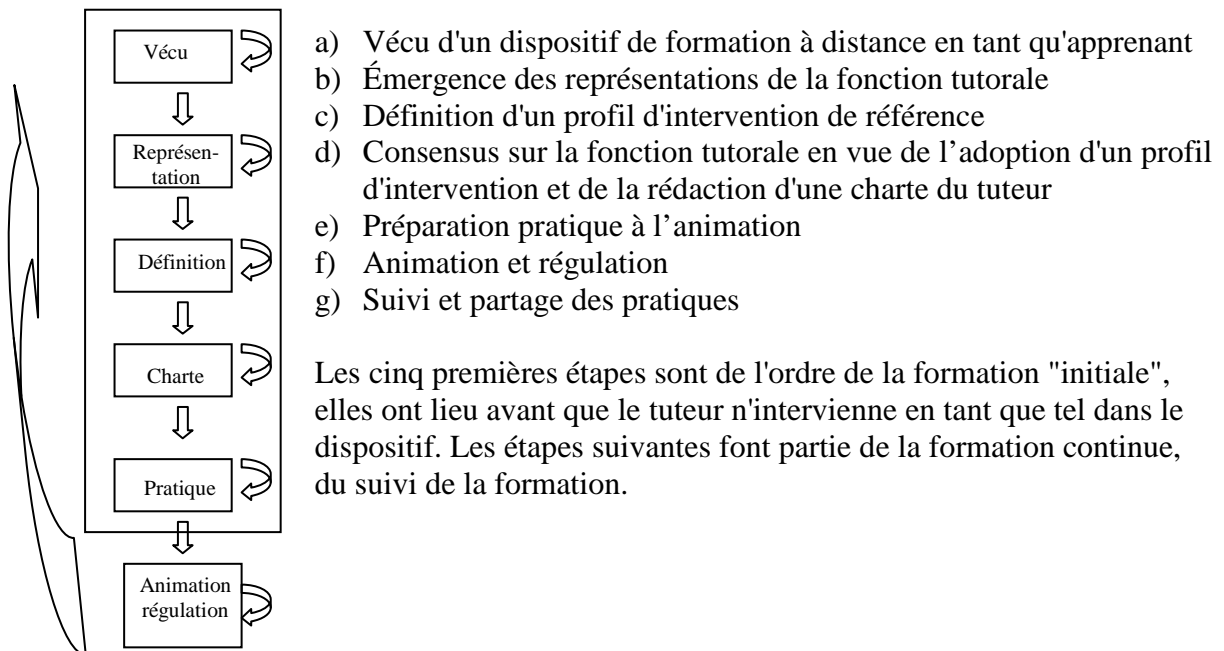 Vécu
Représen-
tation
Définition
Charte
Pratique
Animation
régulation
a) Vécu d'un dispositif de formation à distance en tant qu'apprenant
b) Émergence des représentations de la fonction tutorale
c) Définition d'un profil d'intervention de référence
d) Consensus sur la fonction tutorale en vue de l’adoption d'un profil
d'intervention et de la rédaction d'une charte du tuteur
e) Préparation pratique à l’animation
f) Animation et régulation
g) Suivi et partage des pratiques
Les cinq premières étapes sont de l'ordre de la formation "initiale",
elles ont lieu avant que le tuteur n'intervienne en tant que tel dans le
dispositif. Les étapes suivantes font partie de la formation continue,
du suivi de la formation.